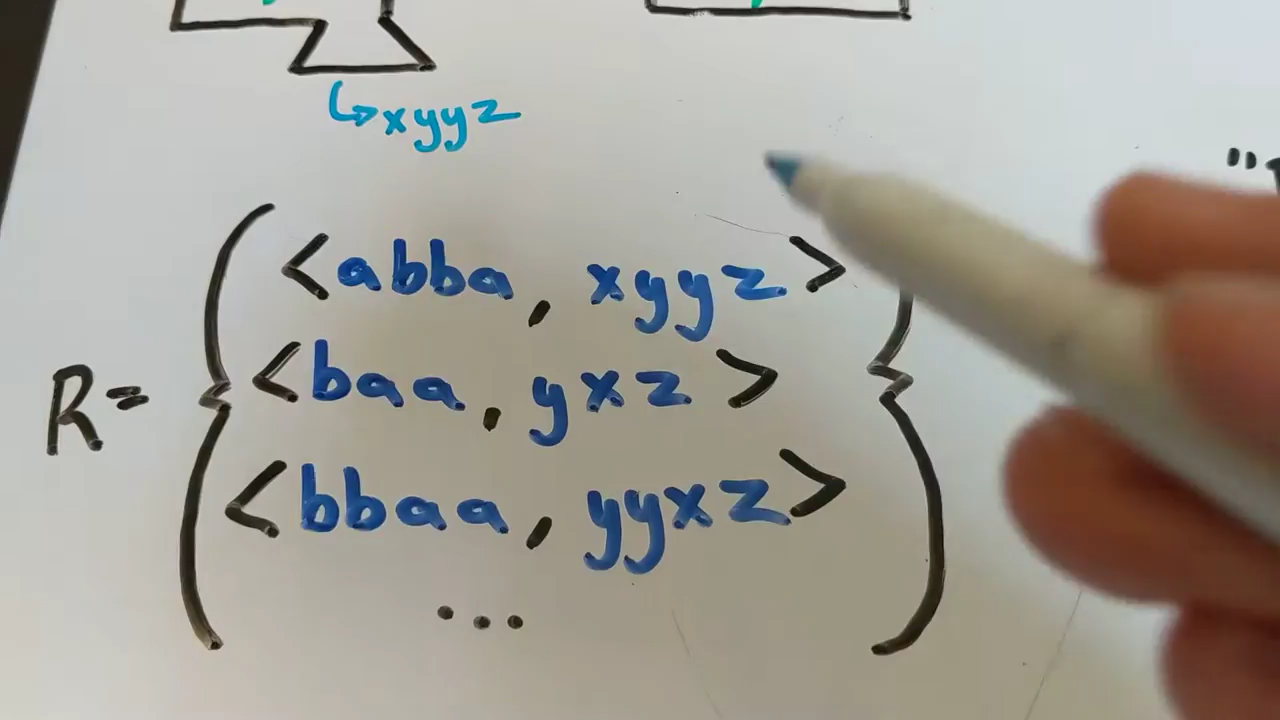 ↳xyyz
<abba, xyyz>
R= <baa, yxz>
<bbaa, yyxz>
...